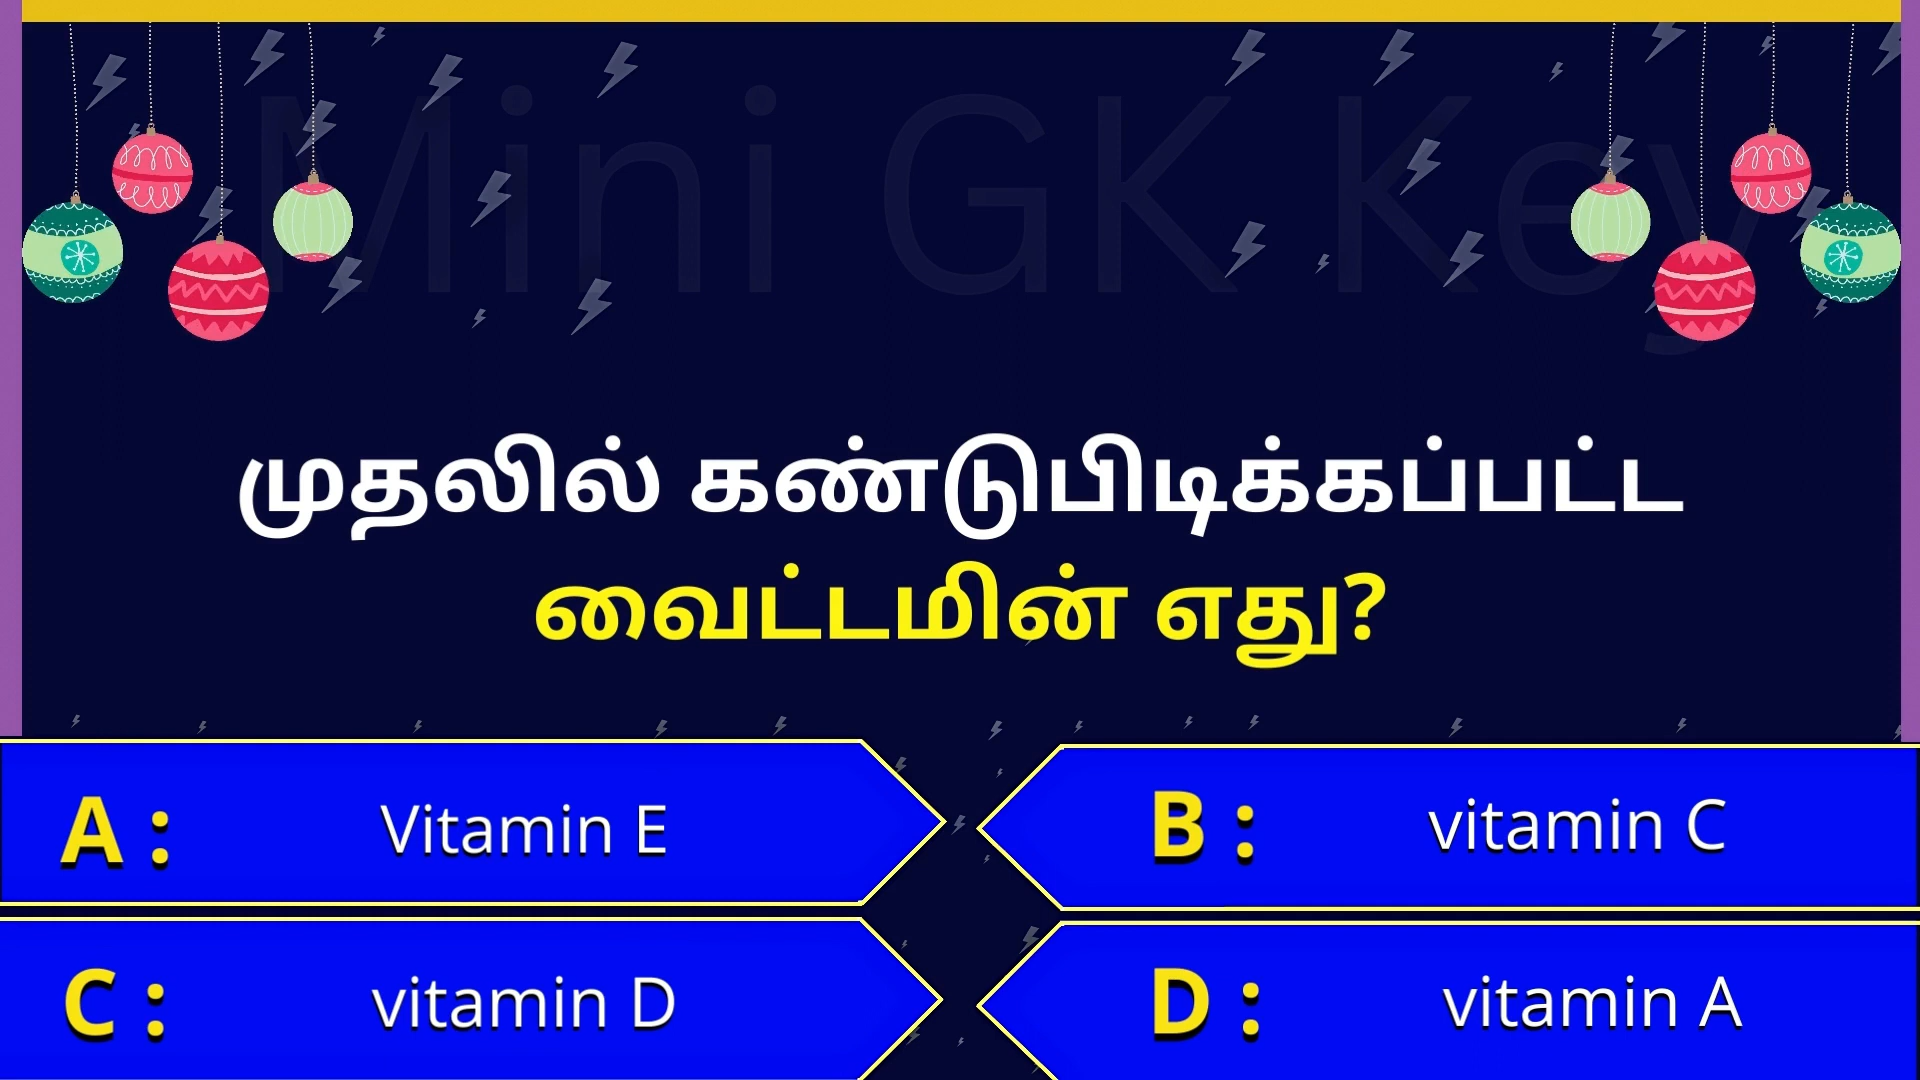 Mini GK Key
முதலில் கண்டுபிடிக்கப்பட்ட
வைட்டமின் எது?
A : Vitamin E
B : vitamin C
C : vitamin D
D : vitamin A